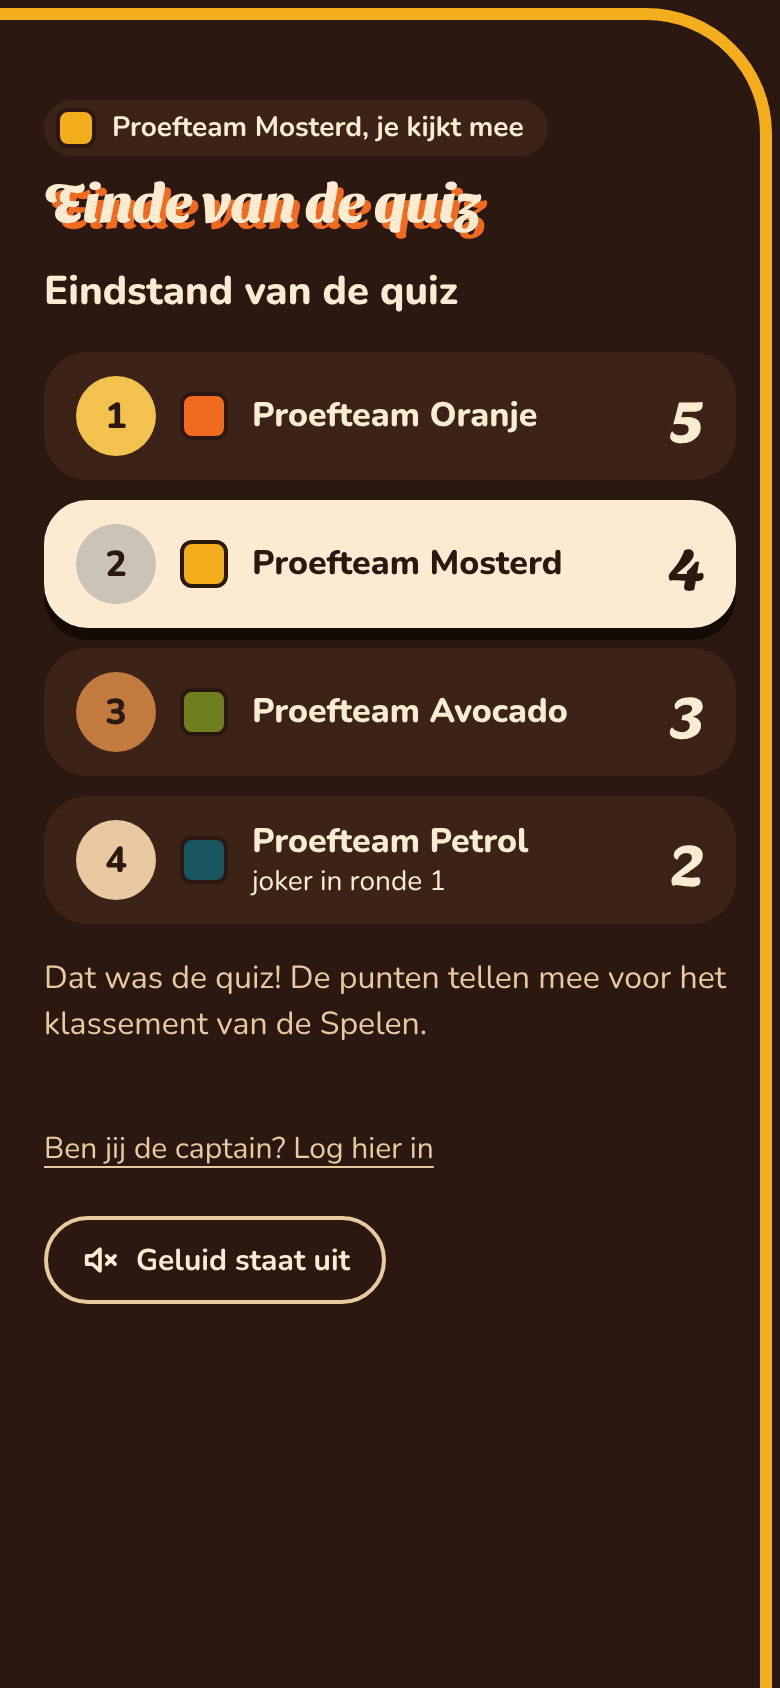 Proefteam Mosterd, je kijkt mee
Einde van de quiz
Eindstand van de quiz
1 Proefteam Oranje 5
2 Proefteam Mosterd 4
3 Proefteam Avocado 3
4 Proefteam Petrol 2
joker in ronde 1
Dat was de quiz! De punten tellen mee voor het
klassement van de Spelen.
Ben jij de captain? Log hier in
Geluid staat uit